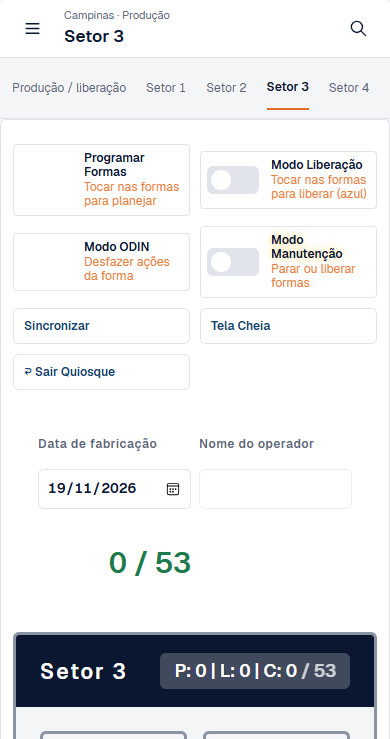 Campinas · Produção
Setor 3
Produção / liberação
Setor 1
Setor 2
Setor 3
Setor 4
Programar
Formas
Tocar nas formas
para planejar
Modo Liberação
Tocar nas formas
para liberar (azul)
Modo ODIN
Desfazer ações
da forma
Modo
Manutenção
Parar ou liberar
formas
Sincronizar
Tela Cheia
Sair Quiosque
Data de fabricação
Nome do operador
19/11/2026
0 / 53
Setor 3
P: 0 | L: 0 | C: 0 / 53